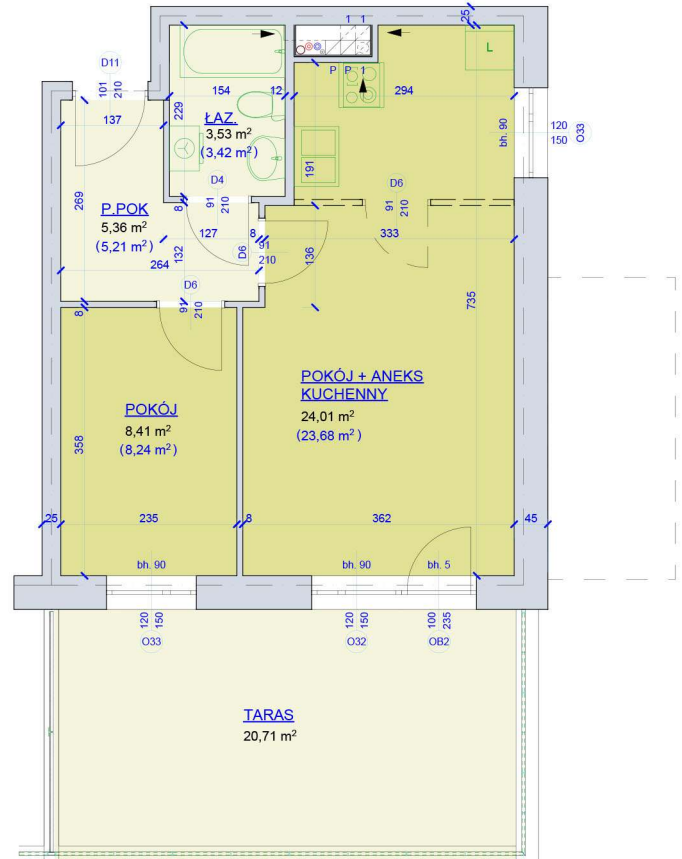 25
1 1
D11
101
210
137
154
12
229
ŁAZ.
3,53 m²
(3,42 m²)
P P 1
294
L
bh. 90
120
150
O33
191
D4
91
210
D6
91
210
269
P.POK
5,36 m²
(5,21 m²)
8
127
132
264
8
D6
91
210
333
136
735
D6
91
210
8
POKÓJ
8,41 m²
(8,24 m²)
POKÓJ + ANEKS
KUCHENNY
24,01 m²
(23,68 m²)
358
25
235
8
362
45
bh. 90
bh. 90
bh. 5
120
150
O33
120
150
O32
100
235
OB2
TARAS
20,71 m²